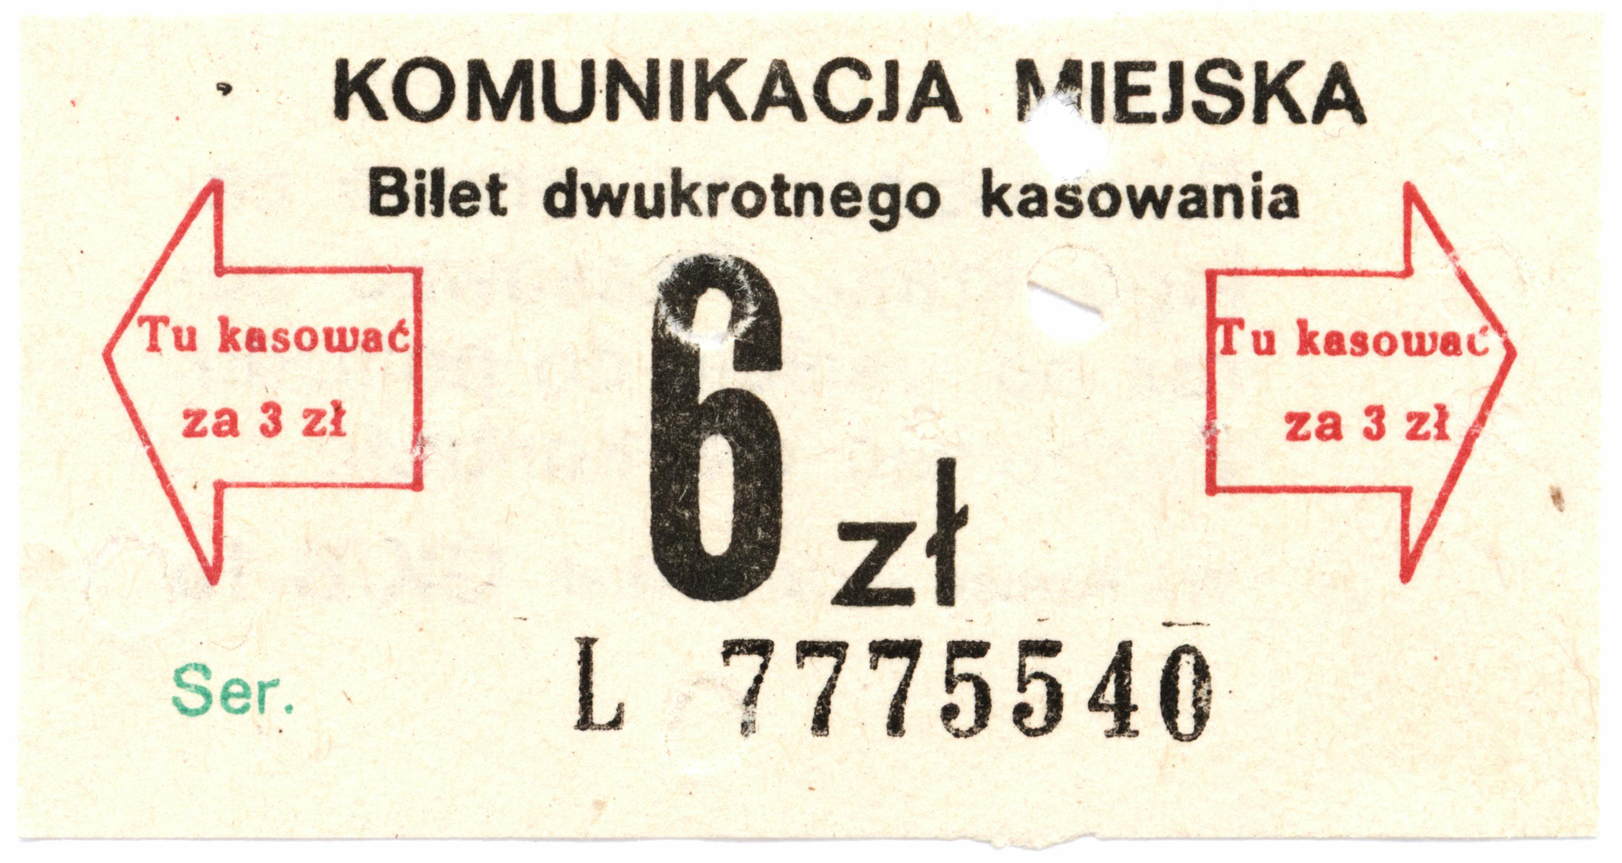 KOMUNIKACJA MIEJSKA
Bilet dwukrotnego kasowania
Tu kasować
za 3 zł
6 zł
Tu kasować
za 3 zł
Ser.
L 7775540